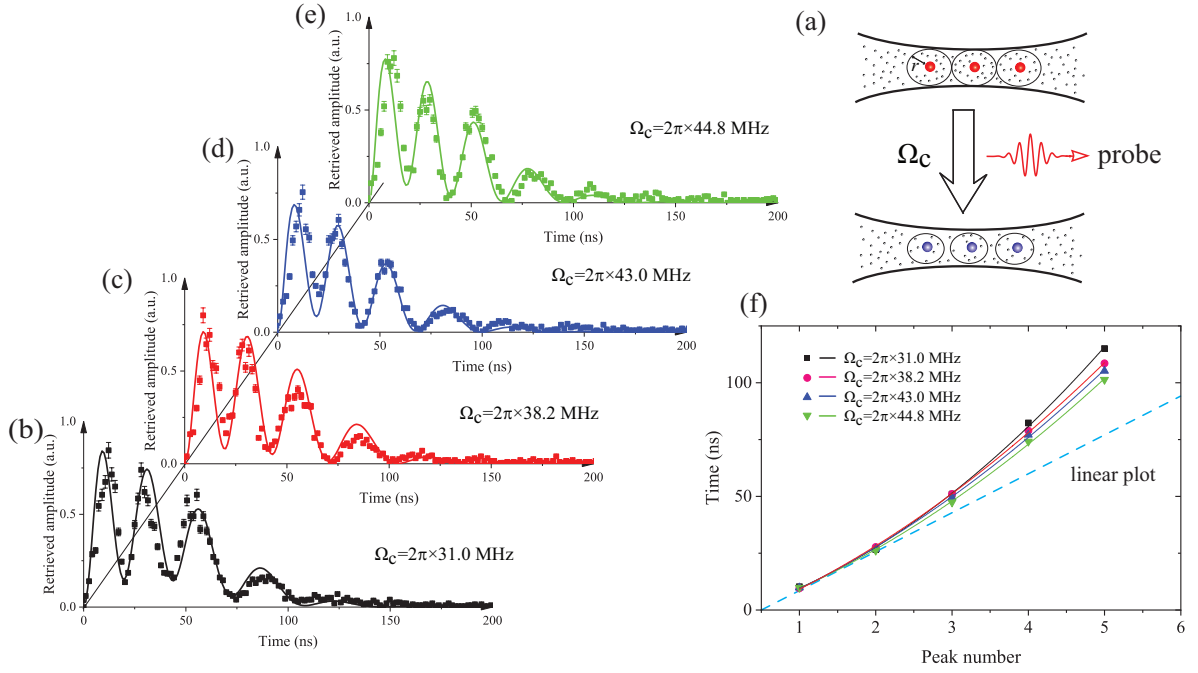 (e)
Retrieved amplitude (a.u.)
1.0
0.5
0.0
0
50
100
150
200
Time (ns)
Ωc=2π×44.8 MHz
(d)
Retrieved amplitude (a.u.)
1.0
0.5
0.0
0
50
100
150
200
Time (ns)
Ωc=2π×43.0 MHz
(c)
Retrieved amplitude (a.u.)
1.0
0.5
0.0
0
50
100
150
200
Time (ns)
Ωc=2π×38.2 MHz
(b)
Retrieved amplitude (a.u.)
1.0
0.5
0.0
0
50
100
150
200
Time (ns)
Ωc=2π×31.0 MHz
(a)
r
Ωc
probe
(f)
Ωc=2π×31.0 MHz
Ωc=2π×38.2 MHz
Ωc=2π×43.0 MHz
Ωc=2π×44.8 MHz
linear plot
Time (ns)
100
50
0
1
2
3
4
5
6
Peak number